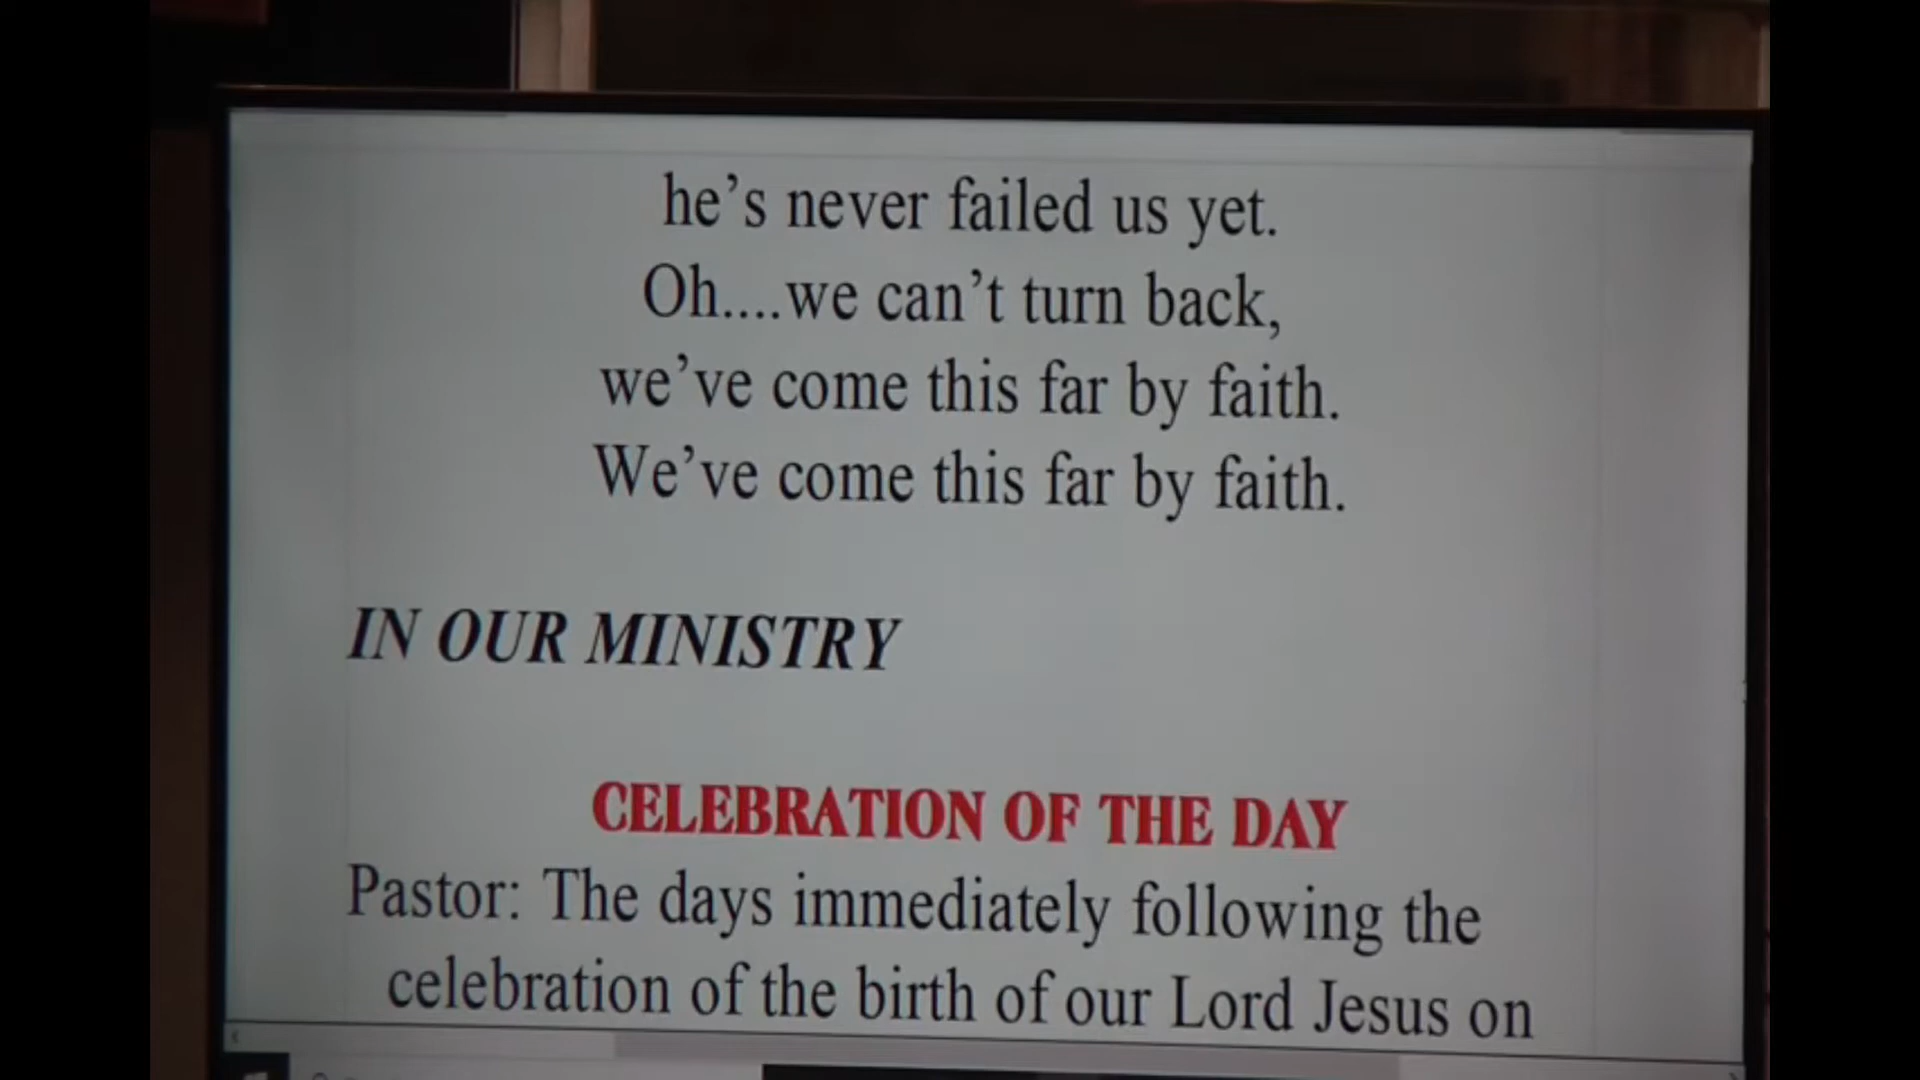 he’s never failed us yet.
Oh....we can’t turn back,
we’ve come this far by faith.
We’ve come this far by faith.
IN OUR MINISTRY
CELEBRATION OF THE DAY
Pastor: The days immediately following the
celebration of the birth of our Lord Jesus on